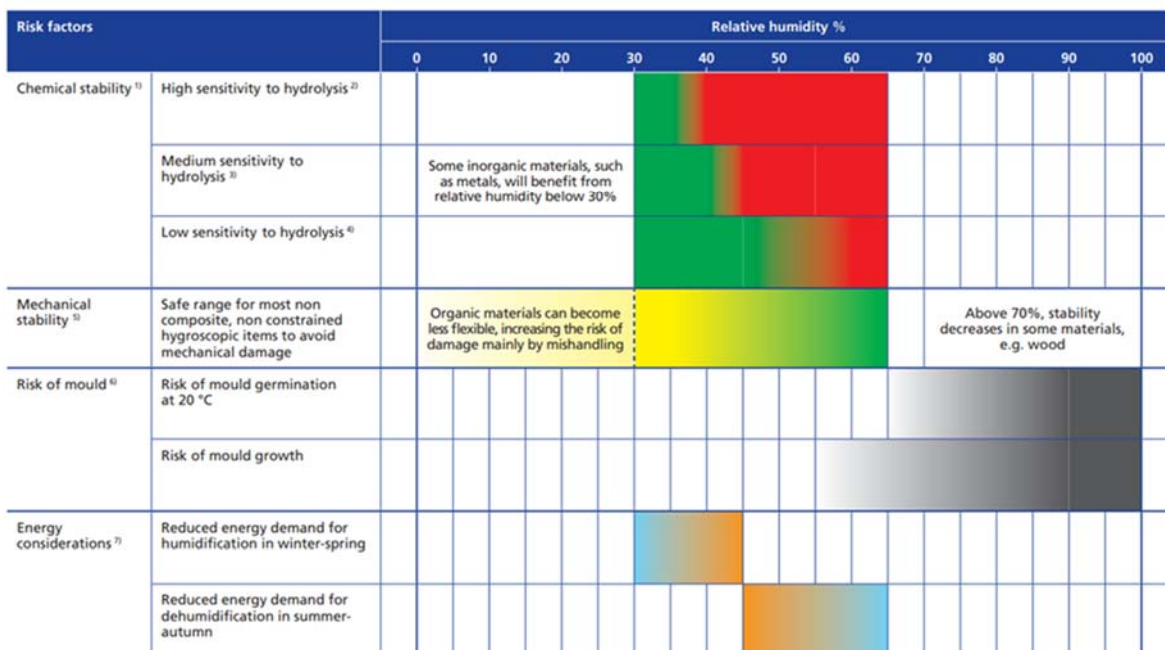 Risk factors
Relative humidity %
0 10 20 30 40 50 60 70 80 90 100
Chemical stability 1)
High sensitivity to hydrolysis 2)
Medium sensitivity to
hydrolysis 3)
Some inorganic materials, such
as metals, will benefit from
relative humidity below 30%
Low sensitivity to hydrolysis 4)
Mechanical
stability 5)
Safe range for most non
composite, non constrained
hygroscopic items to avoid
mechanical damage
Organic materials can become
less flexible, increasing the risk of
damage mainly by mishandling
Above 70%, stability
decreases in some materials,
e.g. wood
Risk of mould 6)
Risk of mould germination
at 20 °C
Risk of mould growth
Energy
considerations 7)
Reduced energy demand for
humidification in winter-spring
Reduced energy demand for
dehumidification in summer-
autumn